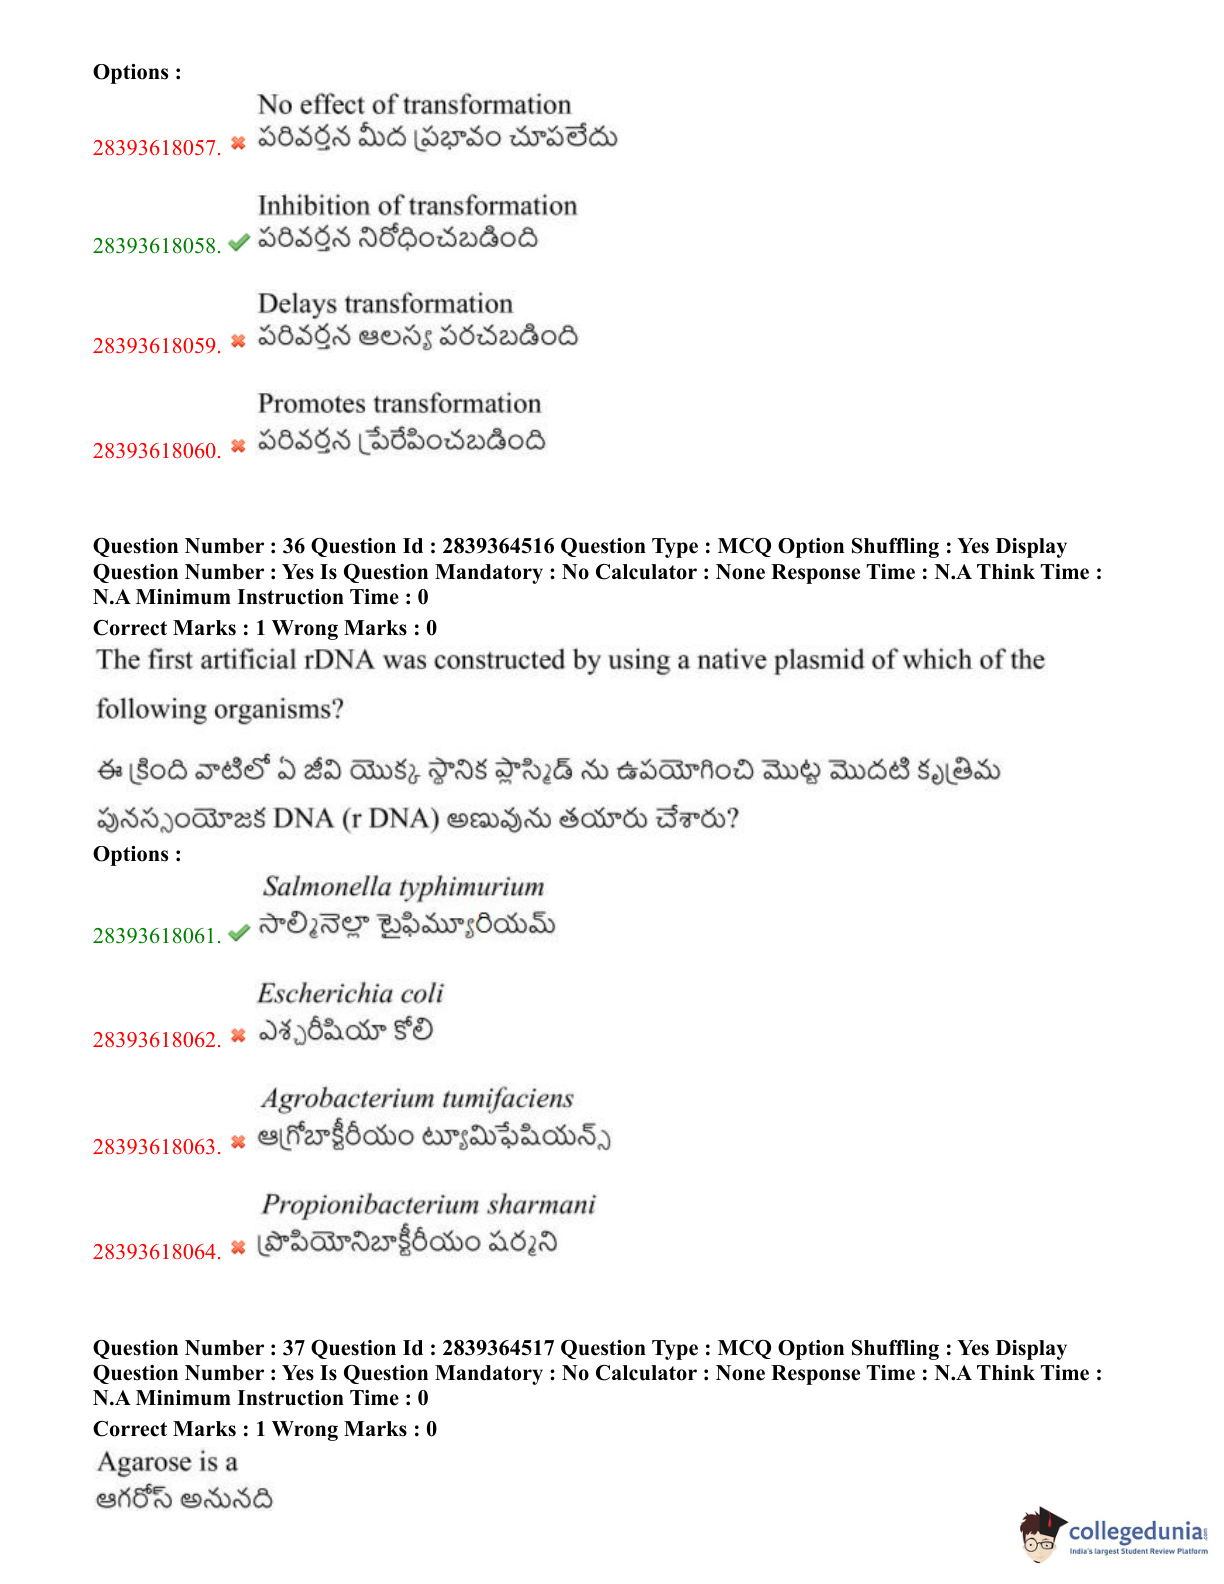 Options :
No effect of transformation
28393618057. పరివర్తన మీద ప్రభావం చూపలేదు
Inhibition of transformation
28393618058. పరివర్తన నిరోధించబడింది
Delays transformation
28393618059. పరివర్తన ఆలస్య పరచబడింది
Promotes transformation
28393618060. పరివర్తన ప్రేరేపించబడింది
Question Number : 36 Question Id : 2839364516 Question Type : MCQ Option Shuffling : Yes Display
Question Number : Yes Is Question Mandatory : No Calculator : None Response Time : N.A Think Time :
N.A Minimum Instruction Time : 0
Correct Marks : 1 Wrong Marks : 0
The first artificial rDNA was constructed by using a native plasmid of which of the
following organisms?
ఈ క్రింది వాటిలో ఏ జీవి యొక్క స్థానిక ప్లాస్మిడ్ ను ఉపయోగించి మొట్ట మొదటి కృత్రిమ
పునస్సంయోజక DNA (r DNA) అణువును తయారు చేశారు?
Options :
Salmonella typhimurium
28393618061. సాల్మినెల్లా టైఫిమ్యూరియమ్
Escherichia coli
28393618062. ఎశ్చరీషియా కోలి
Agrobacterium tumifaciens
28393618063. ఆగ్రోబాక్టీరీయం ట్యూమిఫేషియన్స్
Propionibacterium sharmani
28393618064. ప్రొపియోనిబాక్టీరీయం షర్మని
Question Number : 37 Question Id : 2839364517 Question Type : MCQ Option Shuffling : Yes Display
Question Number : Yes Is Question Mandatory : No Calculator : None Response Time : N.A Think Time :
N.A Minimum Instruction Time : 0
Correct Marks : 1 Wrong Marks : 0
Agarose is a
ఆగరోస్ అనునది
collegedunia
India's largest Student Review Platform